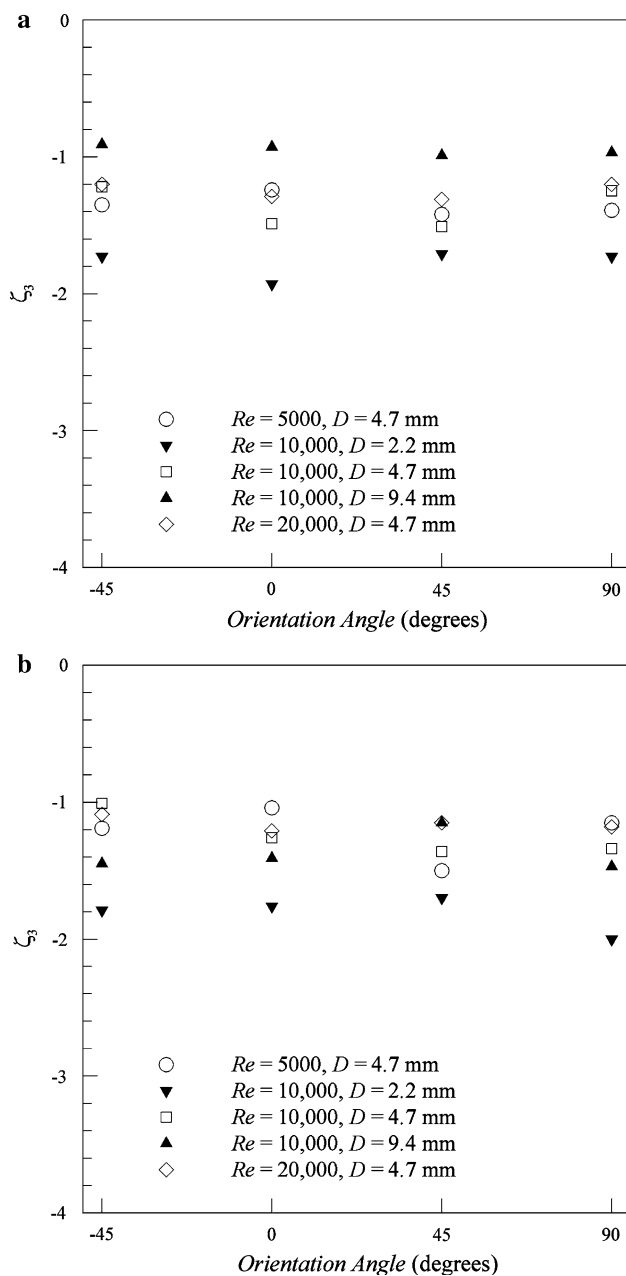 a
0
-1
-2
-3
-4
ζ3
Re = 5000, D = 4.7 mm
Re = 10,000, D = 2.2 mm
Re = 10,000, D = 4.7 mm
Re = 10,000, D = 9.4 mm
Re = 20,000, D = 4.7 mm
-45 0 45 90
Orientation Angle (degrees)
b
0
-1
-2
-3
-4
ζ3
Re = 5000, D = 4.7 mm
Re = 10,000, D = 2.2 mm
Re = 10,000, D = 4.7 mm
Re = 10,000, D = 9.4 mm
Re = 20,000, D = 4.7 mm
-45 0 45 90
Orientation Angle (degrees)